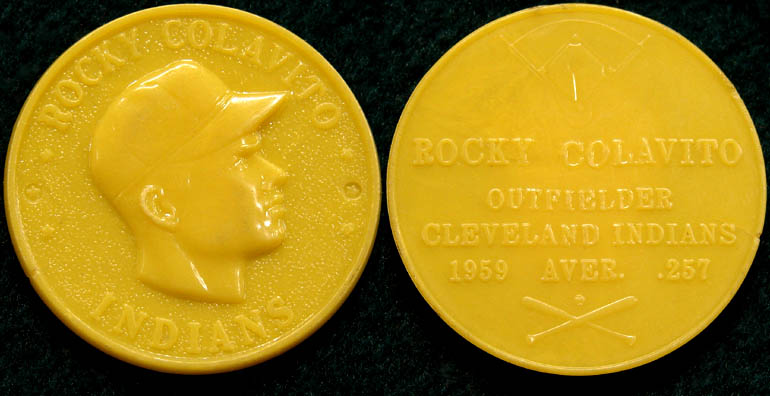 ROCKY COLAVITO
INDIANS
ROCKY COLAVITO
OUTFIELDER
CLEVELAND INDIANS
1959 AVER. .257